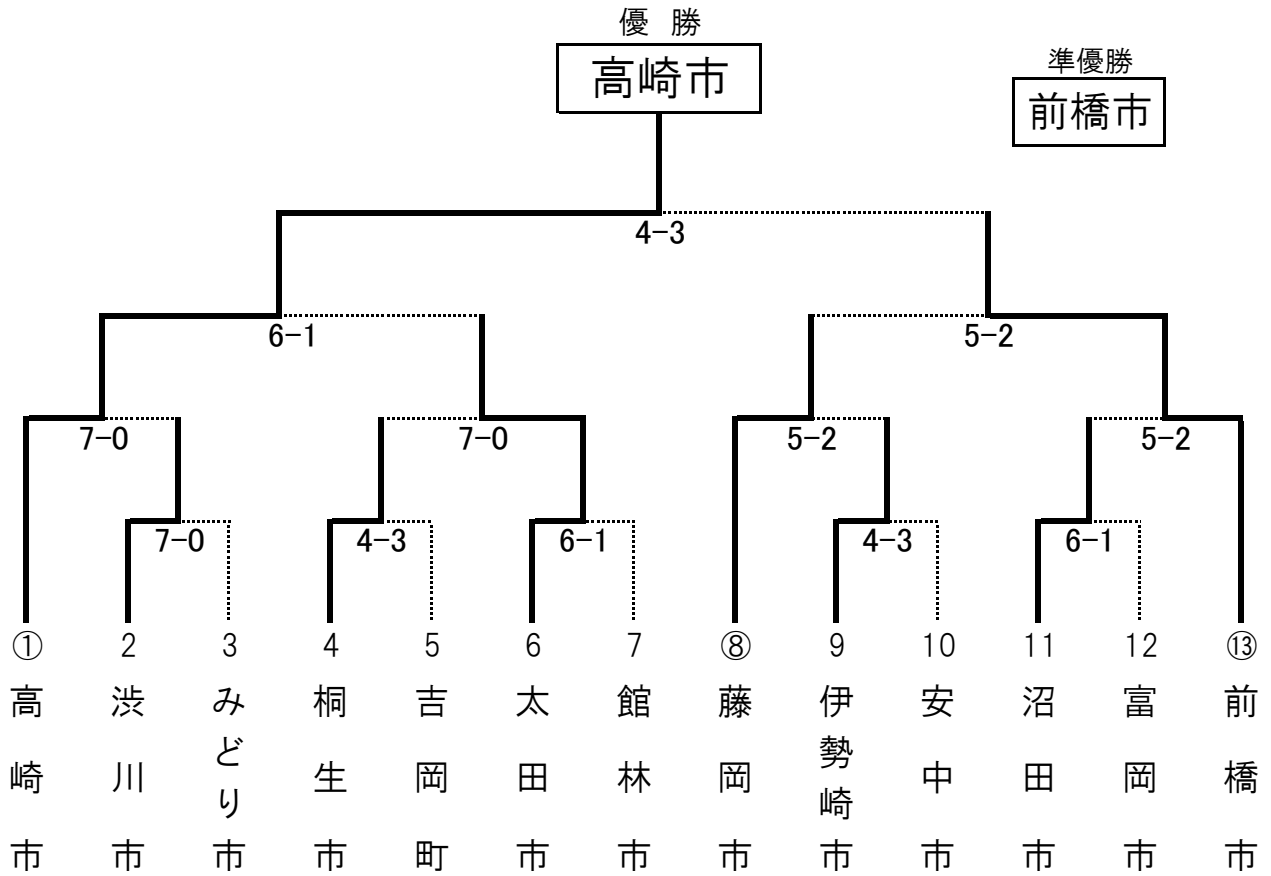 優 勝
高崎市
準優勝
前橋市
4-3
6-1
5-2
7-0
7-0
5-2
5-2
7-0
4-3
6-1
4-3
6-1
① 2 3 4 5 6 7 ⑧ 9 10 11 12 ⑬
高崎市
渋川市
みどり市
桐生市
吉岡町
太田市
館林市
藤岡市
伊勢崎市
安中市
沼田市
富岡市
前橋市